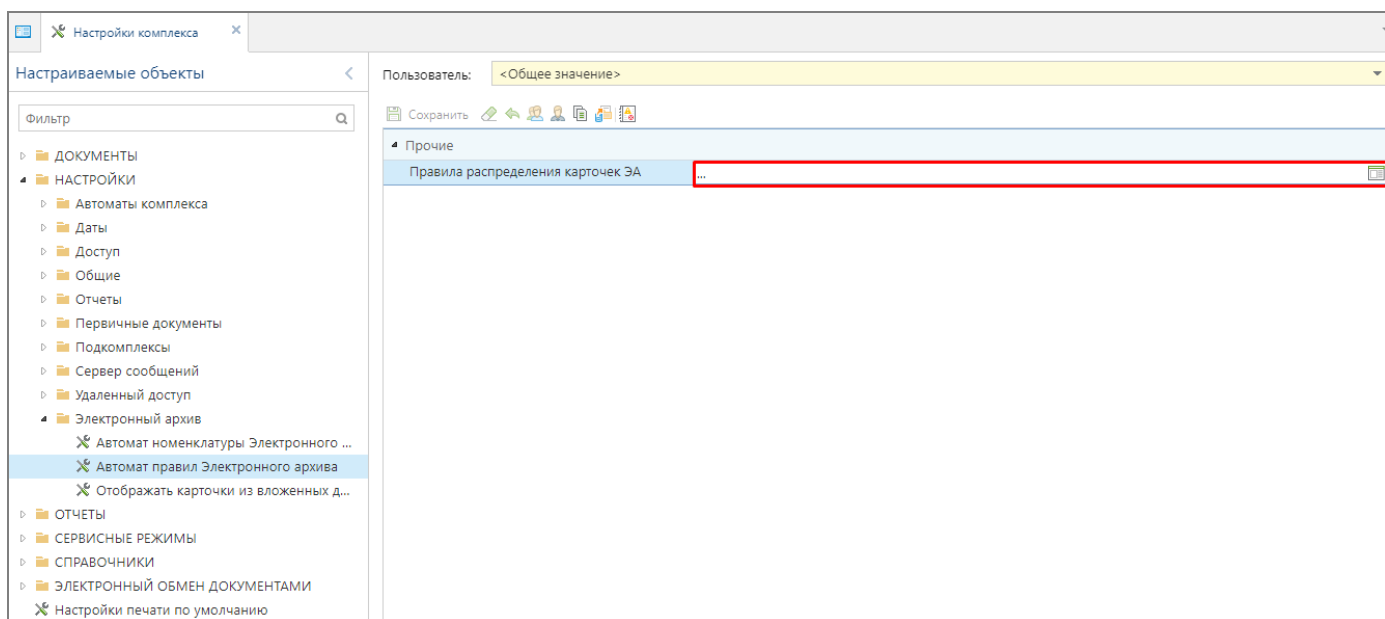 Настройки комплекса
Настраиваемые объекты
Пользователь: <Общее значение>
Фильтр
Сохранить
Прочие
Правила распределения карточек ЭА ...
ДОКУМЕНТЫ
НАСТРОЙКИ
Автоматы комплекса
Даты
Доступ
Общие
Отчеты
Первичные документы
Подкомплексы
Сервер сообщений
Удаленный доступ
Электронный архив
Автомат номенклатуры Электронного ...
Автомат правил Электронного архива
Отображать карточки из вложенных д...
ОТЧЕТЫ
СЕРВИСНЫЕ РЕЖИМЫ
СПРАВОЧНИКИ
ЭЛЕКТРОННЫЙ ОБМЕН ДОКУМЕНТАМИ
Настройки печати по умолчанию